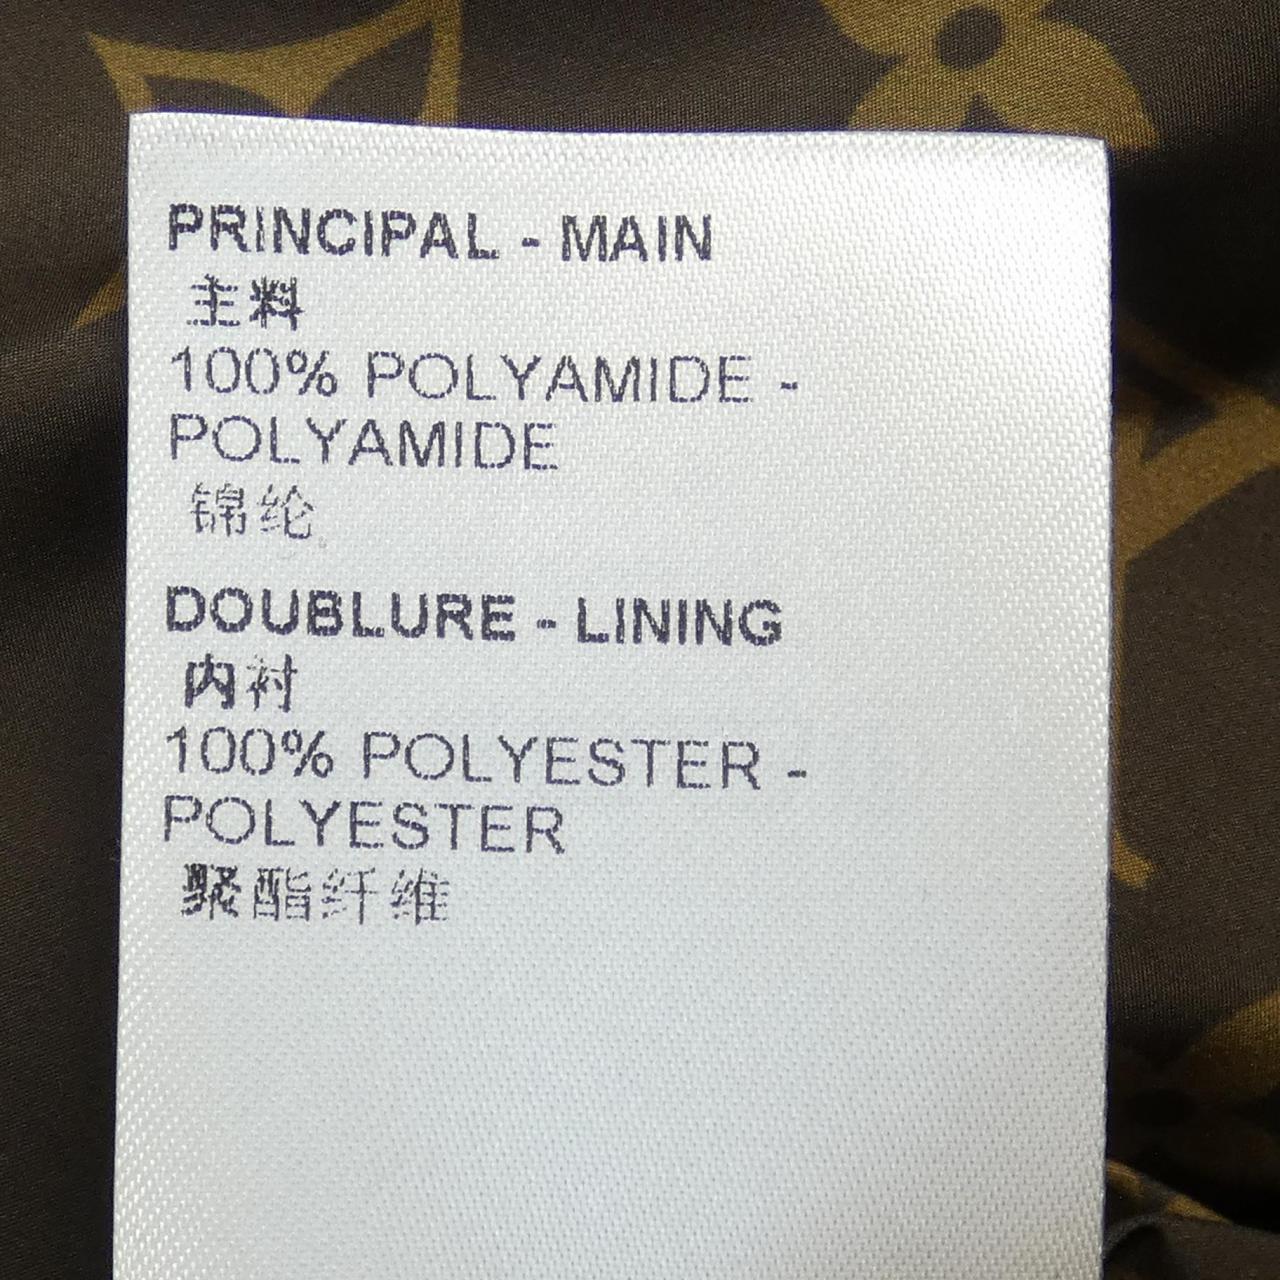 PRINCIPAL - MAIN
主料
100% POLYAMIDE -
POLYAMIDE
锦纶
DOUBLURE - LINING
内衬
100% POLYESTER -
POLYESTER
聚酯纤维